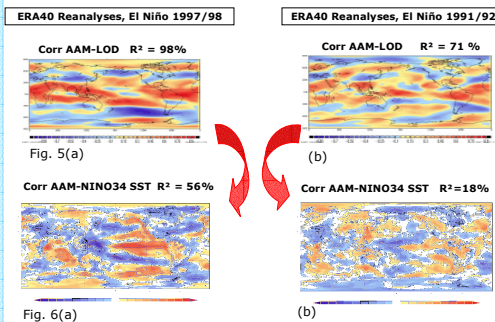 ERA40 Reanalyses, El Niño 1997/98
ERA40 Reanalyses, El Niño 1991/92
Corr AAM-LOD R² = 98%
Corr AAM-LOD R² = 71 %
Fig. 5(a)
(b)
Corr AAM-NINO34 SST R² = 56%
Corr AAM-NINO34 SST R²=18%
Fig. 6(a)
(b)